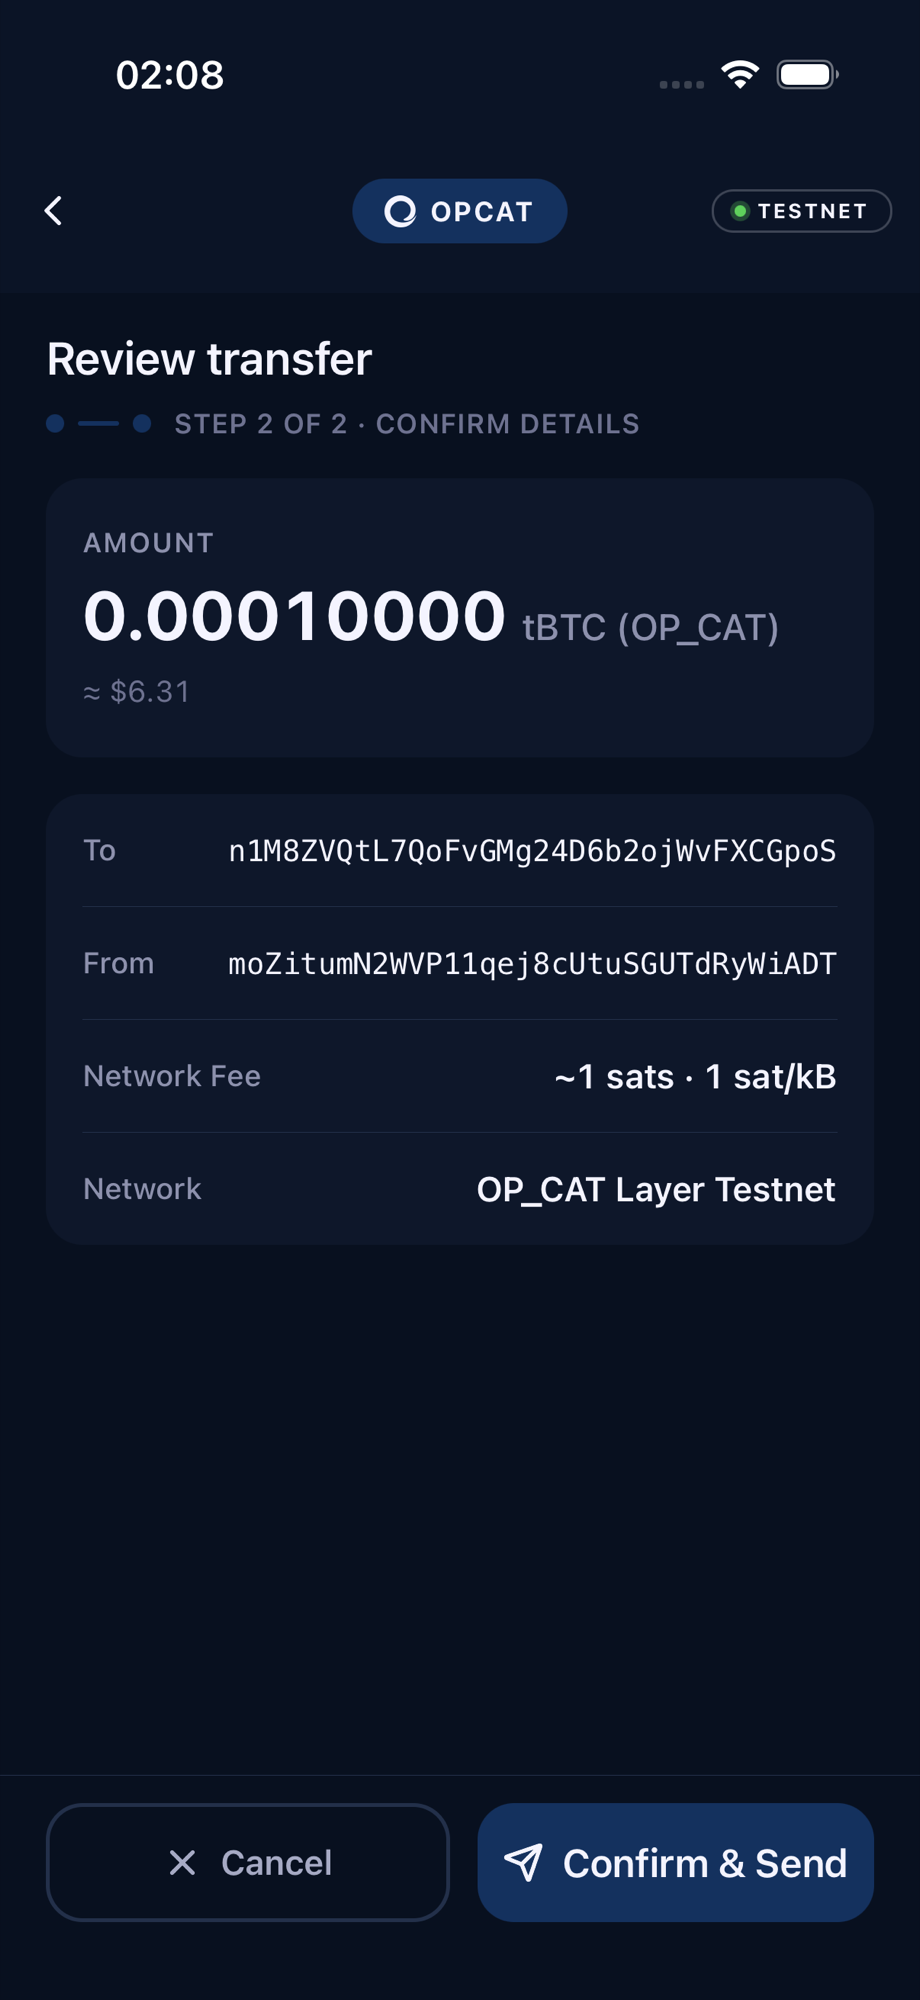 02:08
OPCAT
TESTNET
Review transfer
STEP 2 OF 2 · CONFIRM DETAILS
AMOUNT
0.00010000 tBTC (OP_CAT)
≈ $6.31
To n1M8ZVQtL7QoFvGMg24D6b2ojWvFXCGpoS
From moZitumN2WVP11qej8cUtuSGUTdRyWiADT
Network Fee ~1 sats · 1 sat/kB
Network OP_CAT Layer Testnet
Cancel
Confirm & Send